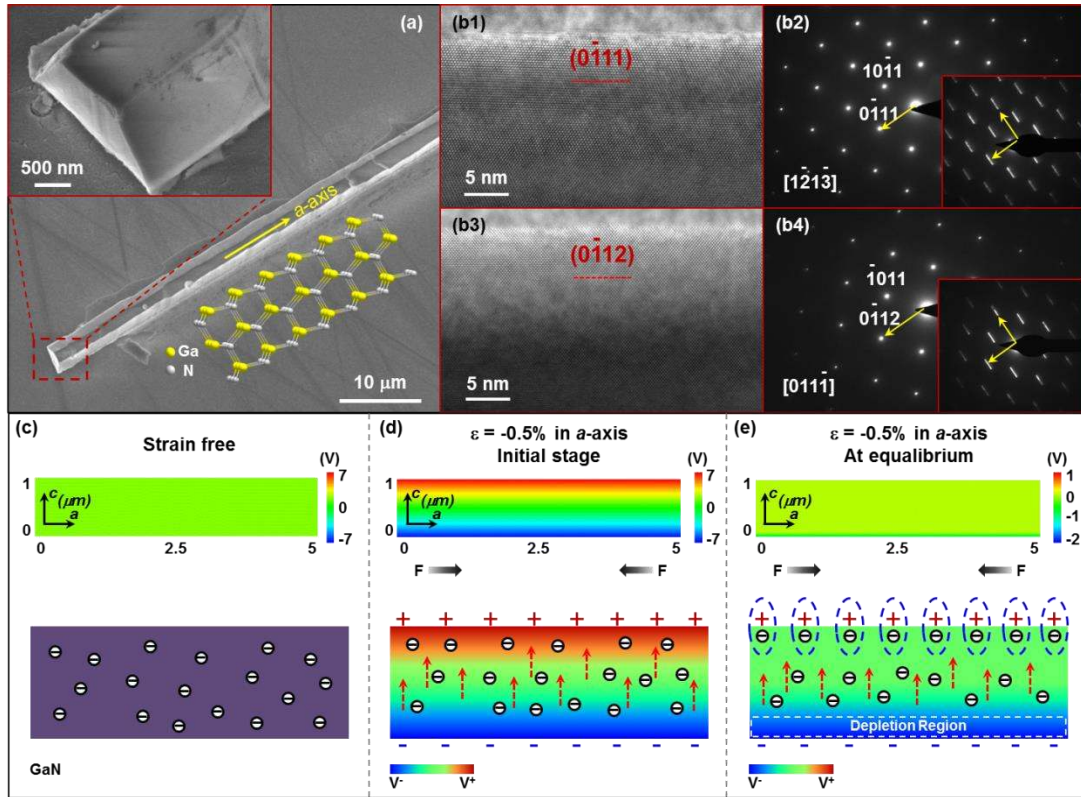 (a)
500 nm
a-axis
Ga
N
10 μm
(b1)
(01̅11)
5 nm
(b2)
101̅1
01̅11
[12̅13̅]
(b3)
(01̅12)
5 nm
(b4)
1̅011
01̅12
[011̅1̅]
(c)
Strain free
(V)
7
0
-7
1
0
c
(μm)
a
0
2.5
5
GaN
(d)
ε = -0.5% in a-axis
Initial stage
(V)
7
0
-7
1
0
c
(μm)
a
0
2.5
5
F
F
+ + + + + + + +
- - - - - - - -
V⁻
V⁺
(e)
ε = -0.5% in a-axis
At equalibrium
(V)
1
0
-1
-2
1
0
c
(μm)
a
0
2.5
5
F
F
+ + + + + + + +
Depletion Region
- - - - - - - -
V⁻
V⁺